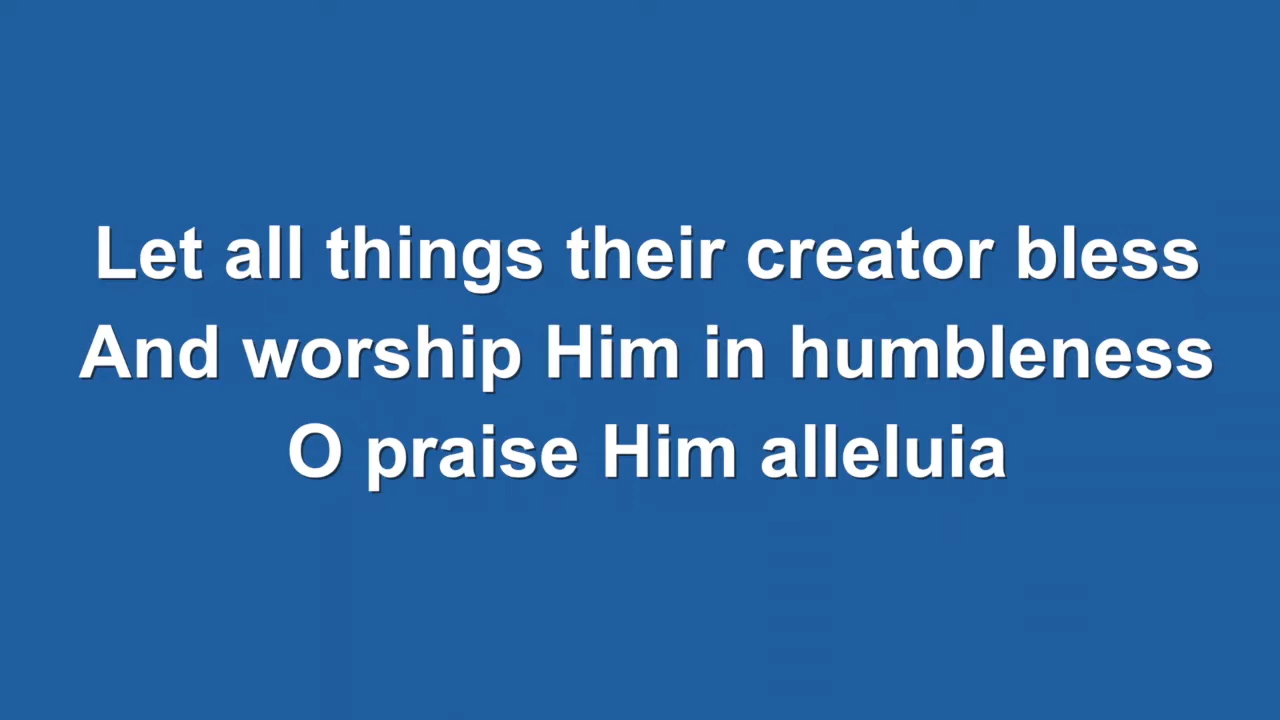 Let all things their creator bless
And worship Him in humbleness
O praise Him alleluia